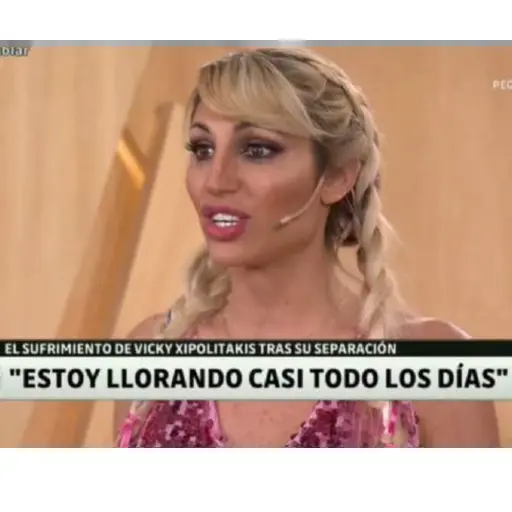 EL SUFRIMIENTO DE VICKY XIPOLITAKIS TRAS SU SEPARACIÓN
"ESTOY LLORANDO CASI TODO LOS DÍAS"